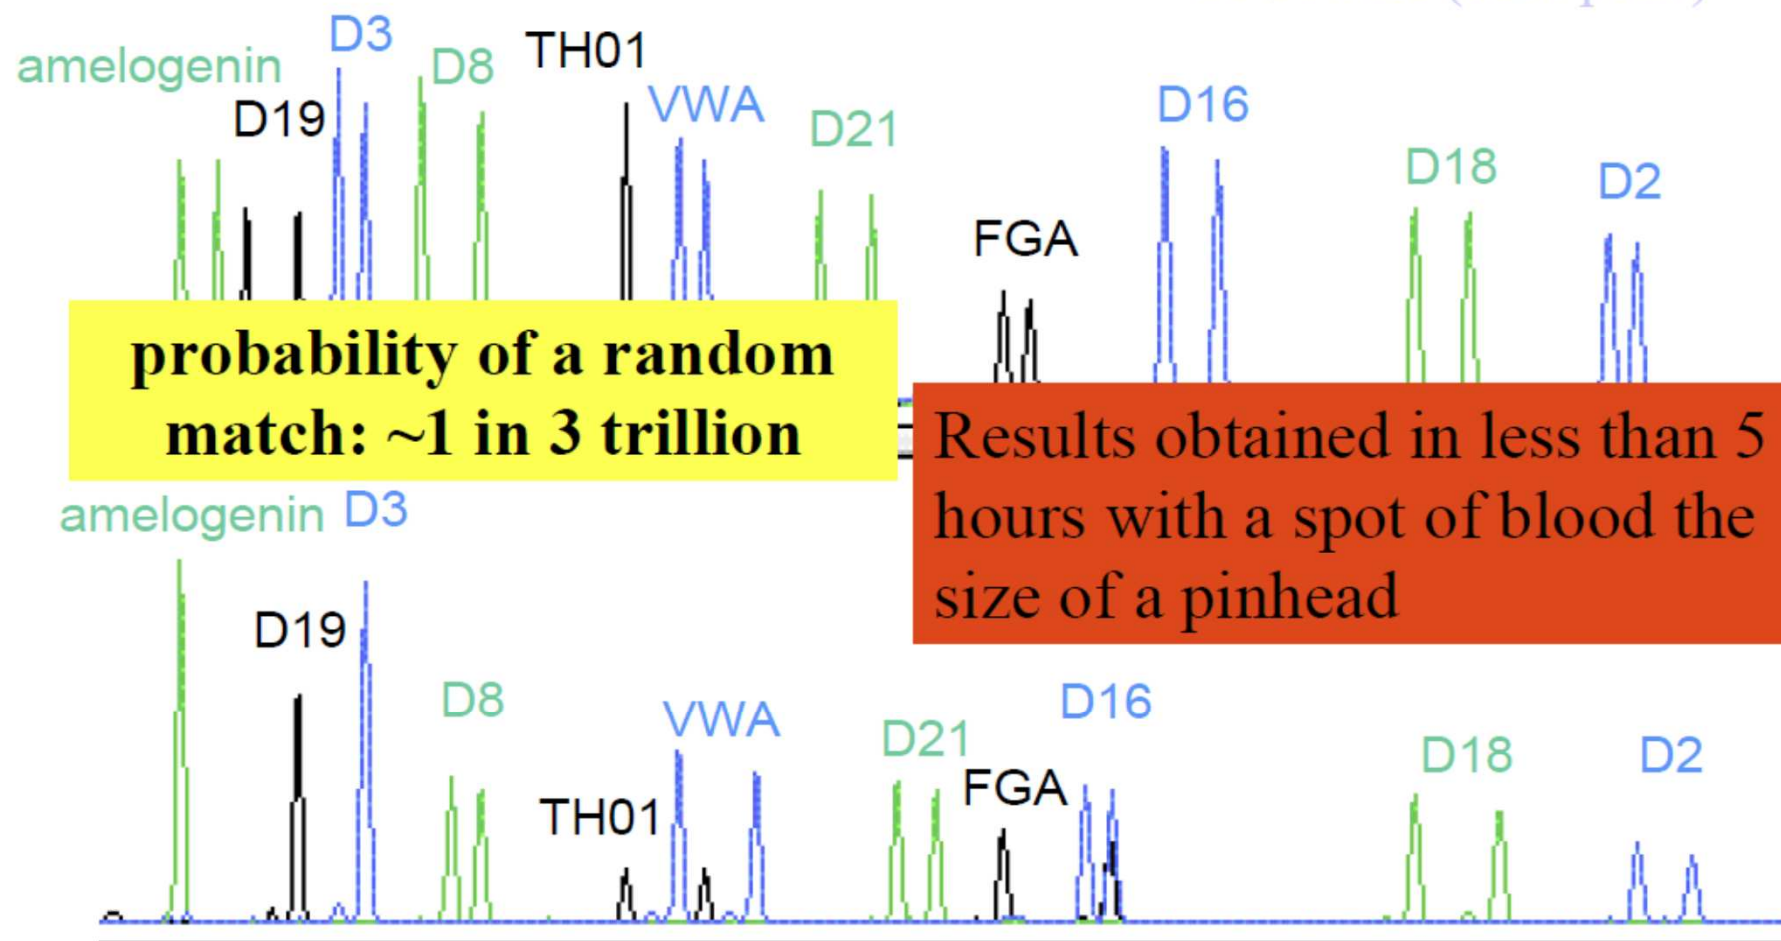 amelogenin
D19
D3
D8
TH01
VWA
D21
FGA
D16
D18
D2
probability of a random
match: ~1 in 3 trillion
Results obtained in less than 5
hours with a spot of blood the
size of a pinhead
amelogenin
D19
D3
D8
TH01
VWA
D21
FGA
D16
D18
D2